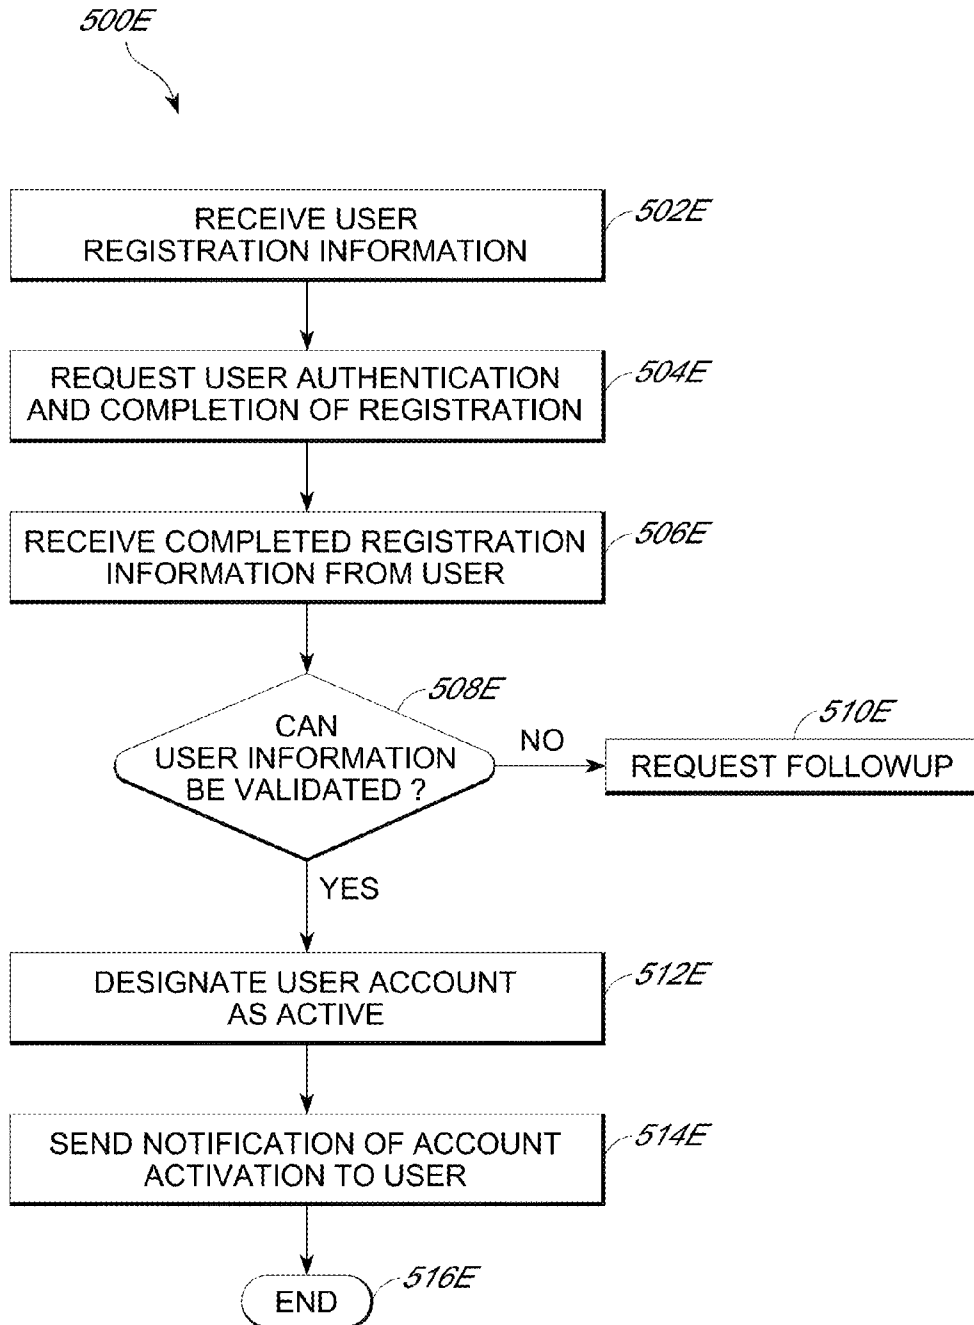 500E
RECEIVE USER
REGISTRATION INFORMATION
502E
REQUEST USER AUTHENTICATION
AND COMPLETION OF REGISTRATION
504E
RECEIVE COMPLETED REGISTRATION
INFORMATION FROM USER
506E
CAN
USER INFORMATION
BE VALIDATED ?
508E
NO
510E
REQUEST FOLLOWUP
YES
DESIGNATE USER ACCOUNT
AS ACTIVE
512E
SEND NOTIFICATION OF ACCOUNT
ACTIVATION TO USER
514E
END
516E